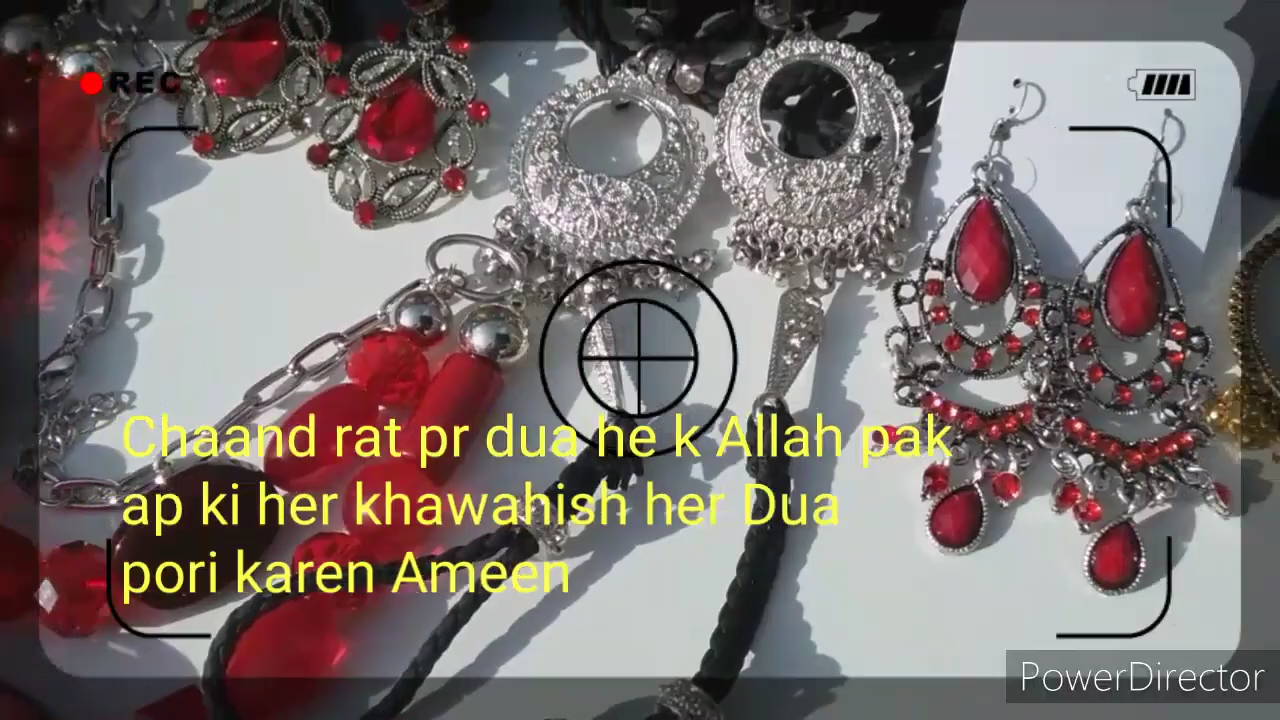 REC
Chaand rat pr dua he k Allah pak
ap ki her khawahish her Dua
pori karen Ameen
PowerDirector